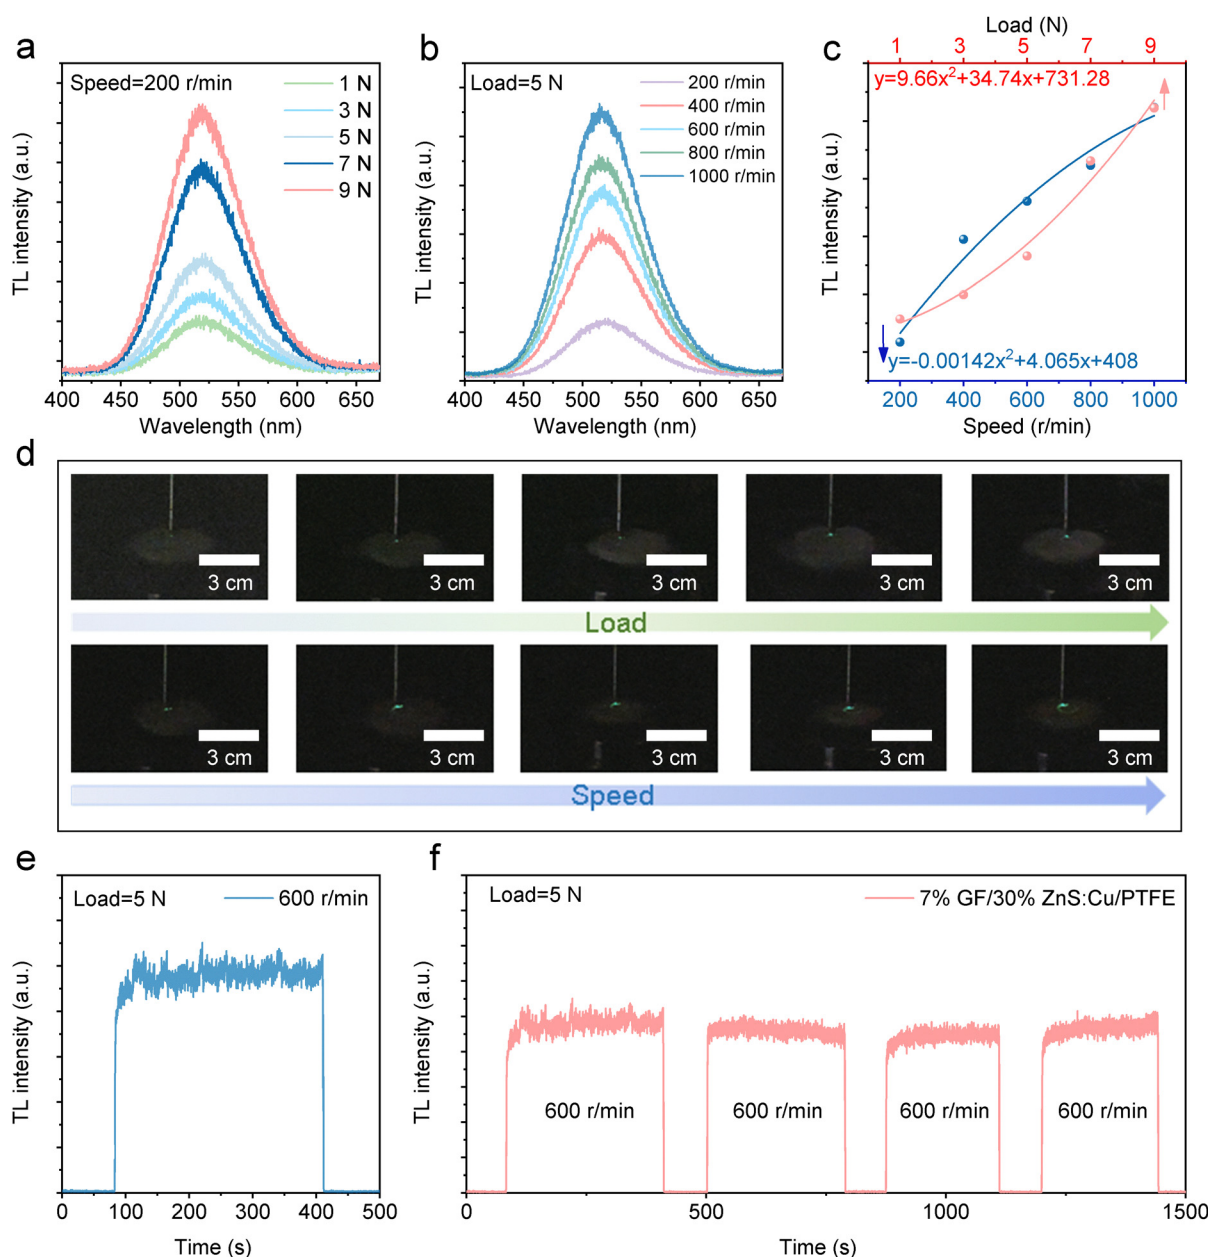 a
Speed=200 r/min
1 N
3 N
5 N
7 N
9 N
TL intensity (a.u.)
400 450 500 550 600 650
Wavelength (nm)
b
Load=5 N
200 r/min
400 r/min
600 r/min
800 r/min
1000 r/min
TL intensity (a.u.)
400 450 500 550 600 650
Wavelength (nm)
c
Load (N)
1 3 5 7 9
y=9.66x²+34.74x+731.28
TL intensity (a.u.)
y=-0.00142x²+4.065x+408
200 400 600 800 1000
Speed (r/min)
d
3 cm 3 cm 3 cm 3 cm 3 cm
Load
3 cm 3 cm 3 cm 3 cm 3 cm
Speed
e
Load=5 N
600 r/min
TL intensity (a.u.)
0 100 200 300 400 500
Time (s)
f
Load=5 N
7% GF/30% ZnS:Cu/PTFE
TL intensity (a.u.)
600 r/min 600 r/min 600 r/min 600 r/min
0 500 1000 1500
Time (s)